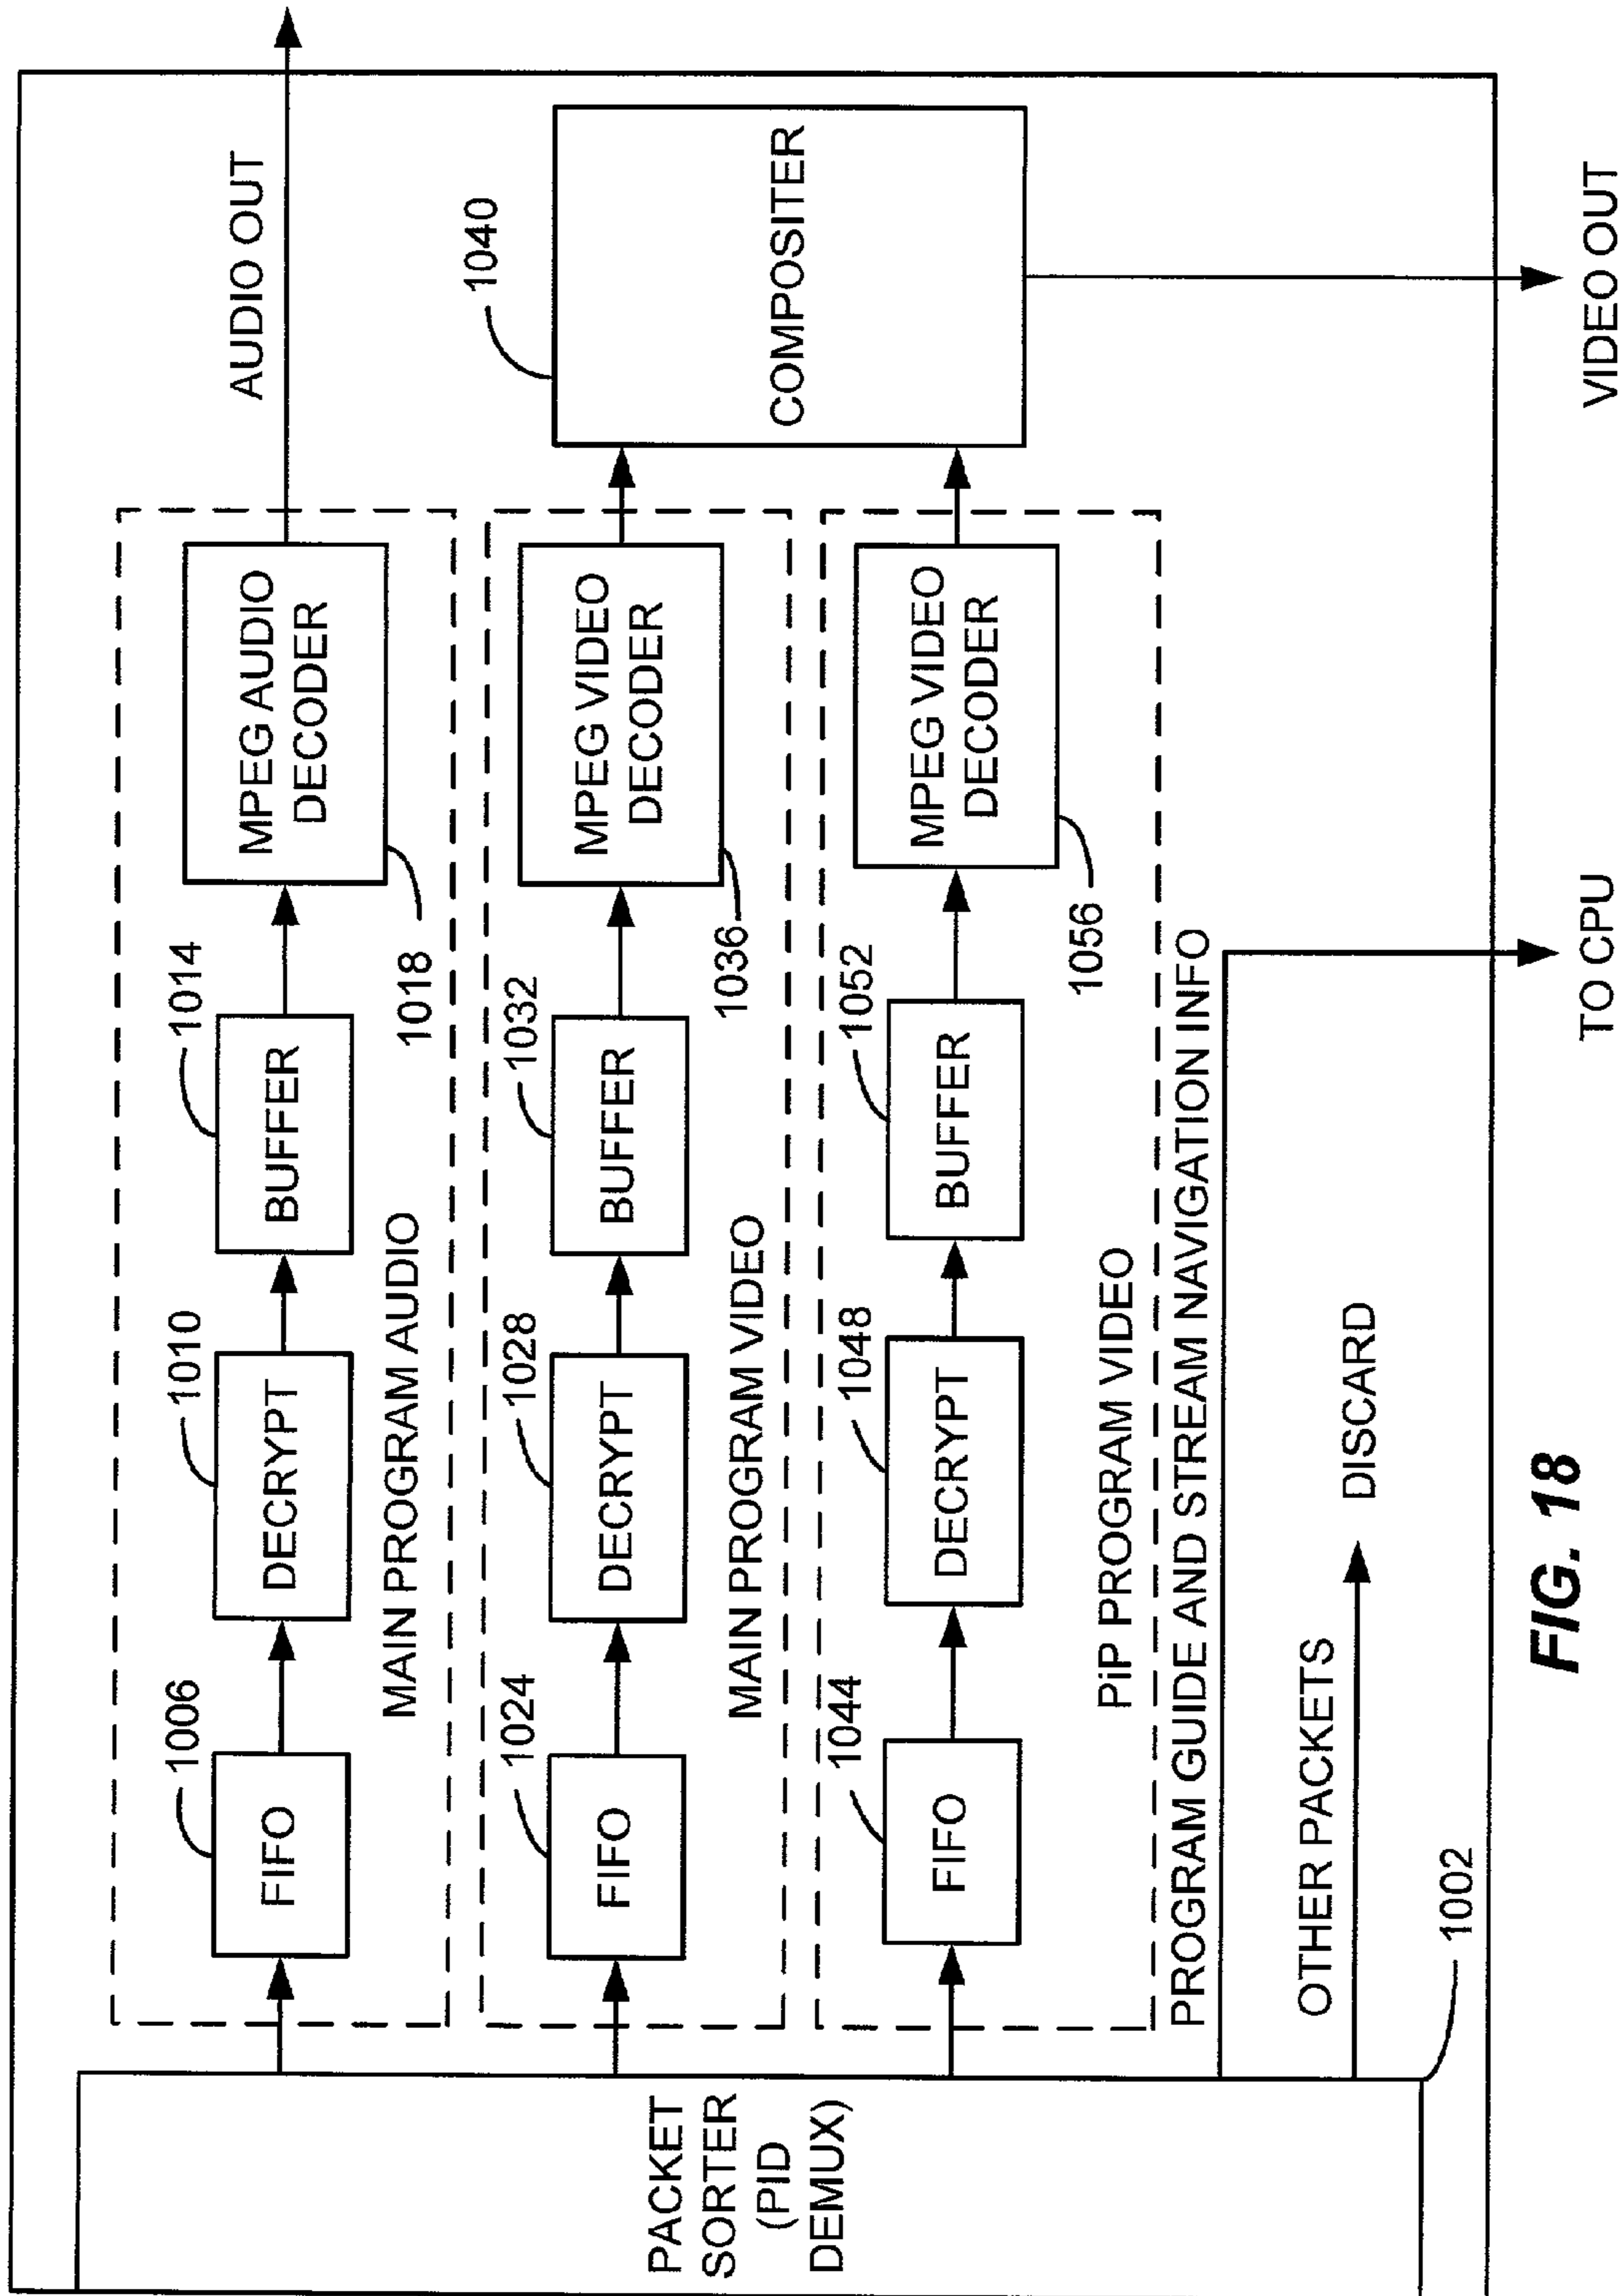 AUDIO OUT
1006
1010
1014
FIFO
DECRYPT
BUFFER
MPEG AUDIO
DECODER
1018
MAIN PROGRAM AUDIO
1040
1024
1028
1032
FIFO
DECRYPT
BUFFER
MPEG VIDEO
DECODER
1036
MAIN PROGRAM VIDEO
COMPOSITER
PACKET
SORTER
(PID
DEMUX)
1044
1048
1052
FIFO
DECRYPT
BUFFER
MPEG VIDEO
DECODER
1056
PiP PROGRAM VIDEO
PROGRAM GUIDE AND STREAM NAVIGATION INFO
OTHER PACKETS
DISCARD
1002
TO CPU
VIDEO OUT
FIG. 18